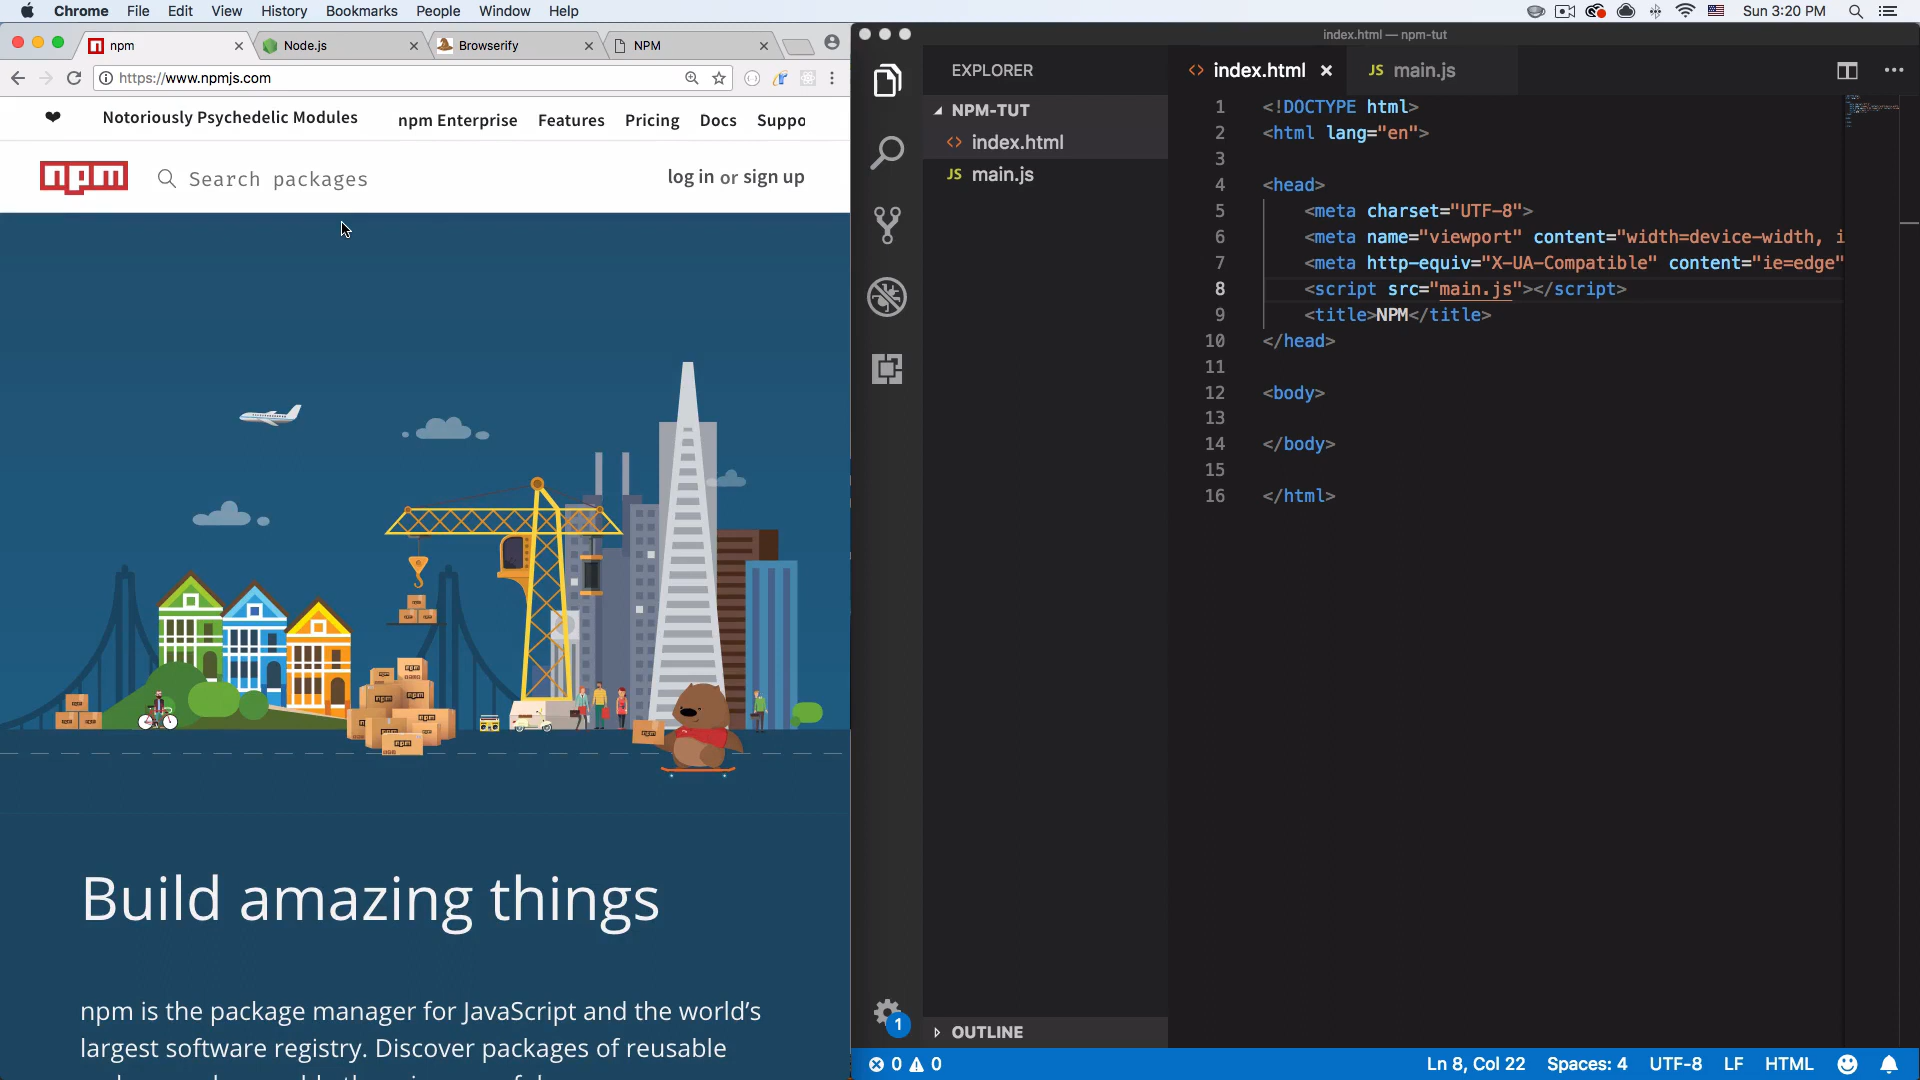 Chrome File Edit View History Bookmarks People Window Help Sun 3:20 PM
npm Node.js Browserify NPM
https://www.npmjs.com
❤ Notoriously Psychedelic Modules npm Enterprise Features Pricing Docs Suppo
npm Search packages log in or sign up
Build amazing things
npm is the package manager for JavaScript and the world’s
largest software registry. Discover packages of reusable
index.html — npm-tut
EXPLORER
NPM-TUT
<> index.html
JS main.js
OUTLINE
1
<> index.html × JS main.js
1 <!DOCTYPE html>
2 <html lang="en">
3
4 <head>
5 <meta charset="UTF-8">
6 <meta name="viewport" content="width=device-width, i
7 <meta http-equiv="X-UA-Compatible" content="ie=edge"
8 <script src="main.js"></script>
9 <title>NPM</title>
10 </head>
11
12 <body>
13
14 </body>
15
16 </html>
0 0 Ln 8, Col 22 Spaces: 4 UTF-8 LF HTML